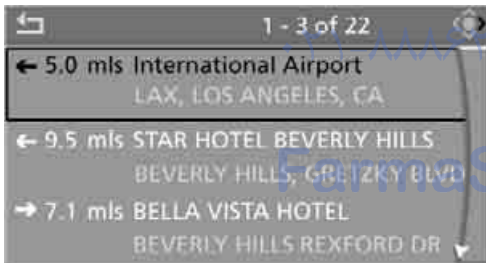 1 - 3 of 22
← 5.0 mls International Airport
LAX, LOS ANGELES, CA
← 9.5 mls STAR HOTEL BEVERLY HILLS
BEVERLY HILLS, GRETZKY BLVD
→ 7.1 mls BELLA VISTA HOTEL
BEVERLY HILLS REXFORD DR